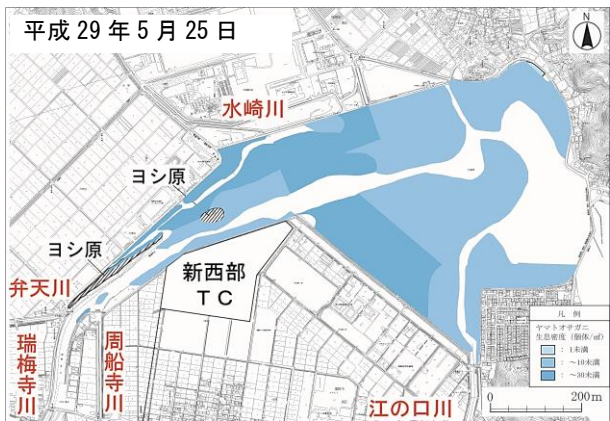 平成 29 年 5 月 25 日
N
水崎川
ヨシ原
ヨシ原
弁天川
新西部
ＴＣ
瑞梅寺川
周船寺川
江の口川
凡 例
ヤマトオサガニ
生息密度 (個体/㎡)
: 1未満
: ～10未満
: ～30未満
0 200m